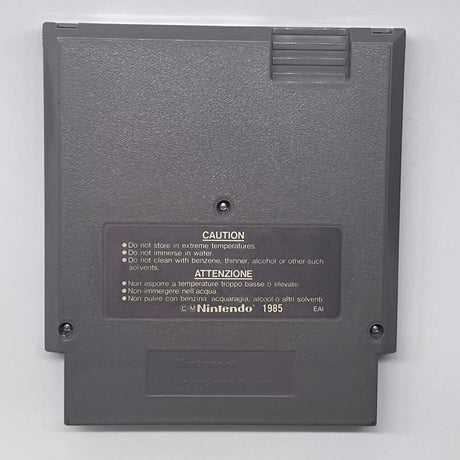 CAUTION
● Do not store in extreme temperatures.
● Do not immerse in water.
● Do not clean with benzene, thinner, alcohol or other such
solvents.
ATTENZIONE
● Non esporre a temperature troppo basse o elevate.
● Non immergere nell'acqua.
● Non pulire con benzina, acquaragia, alcool o altri solventi.
© M Nintendo® 1985 EAI
Nintendo